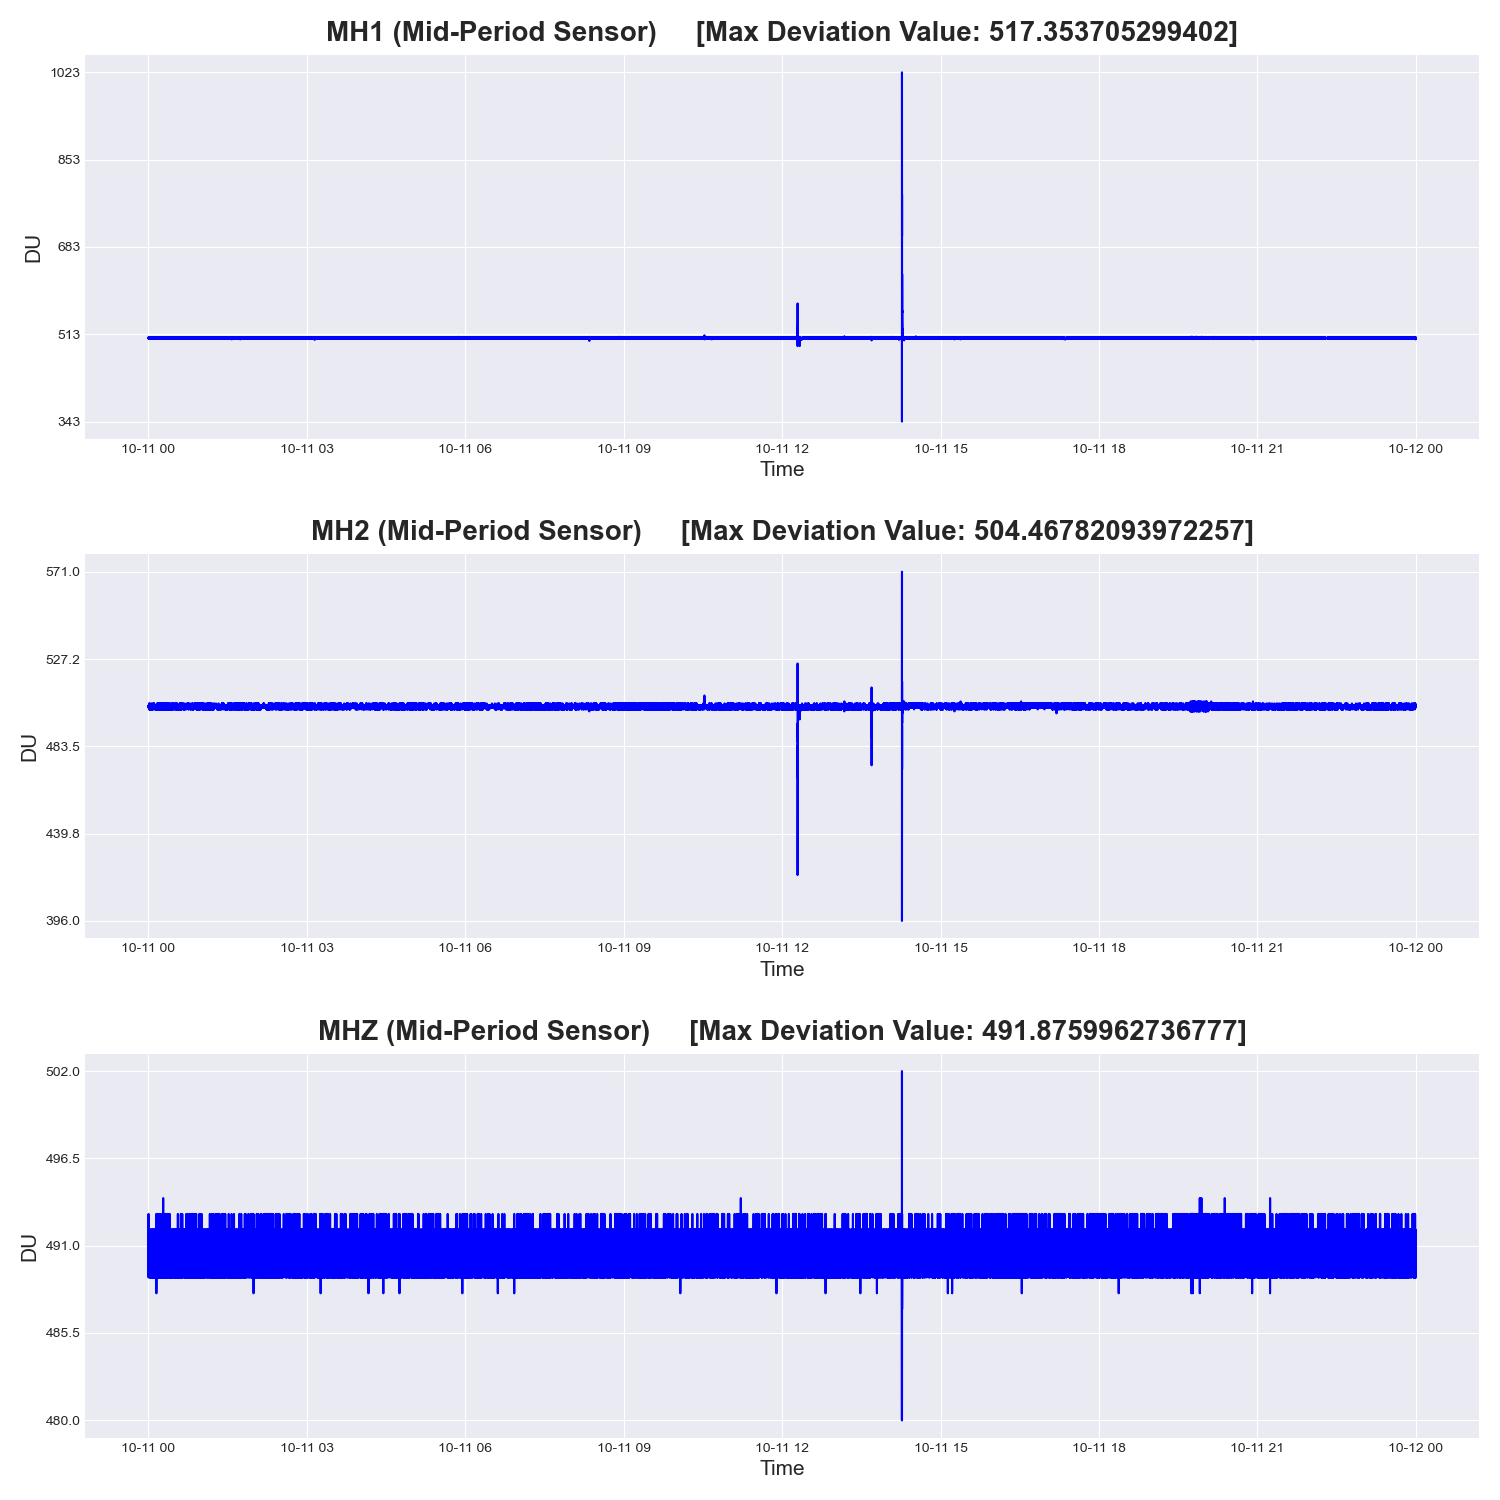 MH1 (Mid-Period Sensor) [Max Deviation Value: 517.353705299402]
1023
853
683
513
343
DU
10-11 00 10-11 03 10-11 06 10-11 09 10-11 12 10-11 15 10-11 18 10-11 21 10-12 00
Time
MH2 (Mid-Period Sensor) [Max Deviation Value: 504.46782093972257]
571.0
527.2
483.5
439.8
396.0
DU
10-11 00 10-11 03 10-11 06 10-11 09 10-11 12 10-11 15 10-11 18 10-11 21 10-12 00
Time
MHZ (Mid-Period Sensor) [Max Deviation Value: 491.8759962736777]
502.0
496.5
491.0
485.5
480.0
DU
10-11 00 10-11 03 10-11 06 10-11 09 10-11 12 10-11 15 10-11 18 10-11 21 10-12 00
Time